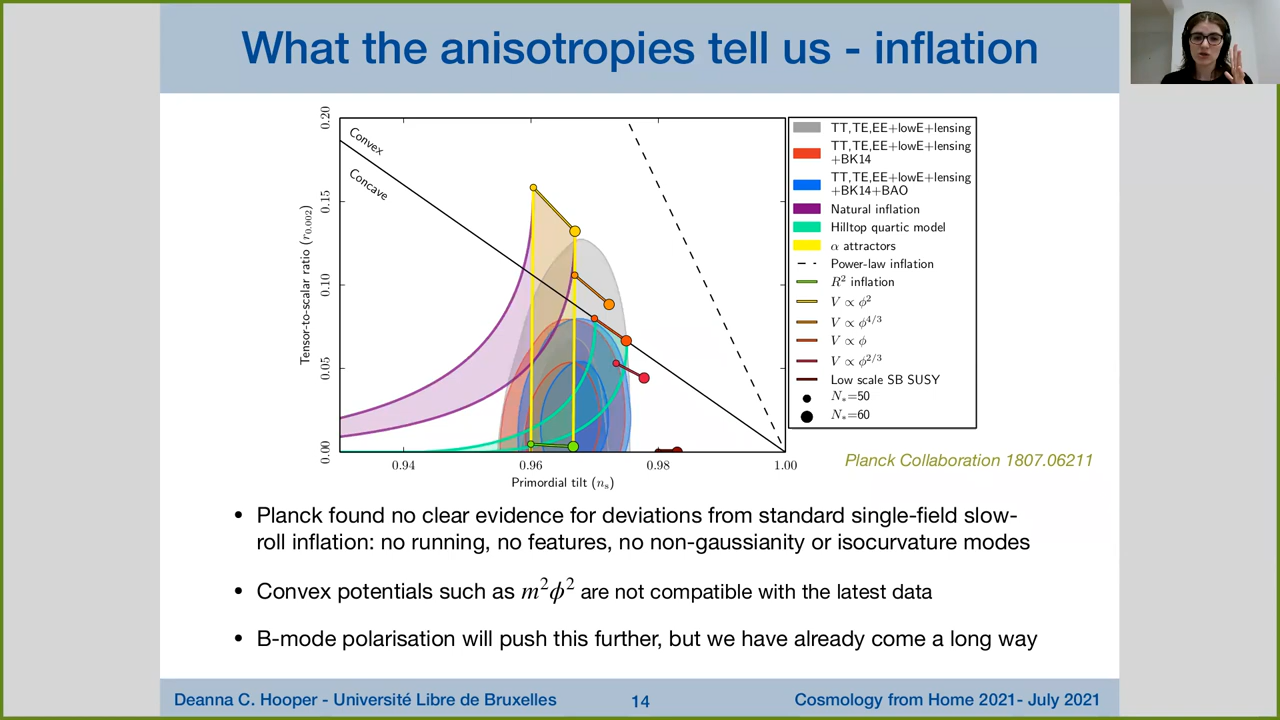 What the anisotropies tell us - inflation
Convex
Concave
0.20
0.15
0.10
0.05
0.00
Tensor-to-scalar ratio (r0.002)
0.94
0.96
0.98
1.00
Primordial tilt (ns)
TT,TE,EE+lowE+lensing
TT,TE,EE+lowE+lensing
+BK14
TT,TE,EE+lowE+lensing
+BK14+BAO
Natural inflation
Hilltop quartic model
α attractors
Power-law inflation
R² inflation
V ∝ ϕ²
V ∝ ϕ^4/3
V ∝ ϕ
V ∝ ϕ^2/3
Low scale SB SUSY
N*=50
N*=60
Planck Collaboration 1807.06211
• Planck found no clear evidence for deviations from standard single-field slow-
roll inflation: no running, no features, no non-gaussianity or isocurvature modes
• Convex potentials such as m²ϕ² are not compatible with the latest data
• B-mode polarisation will push this further, but we have already come a long way
Deanna C. Hooper - Université Libre de Bruxelles
14
Cosmology from Home 2021- July 2021